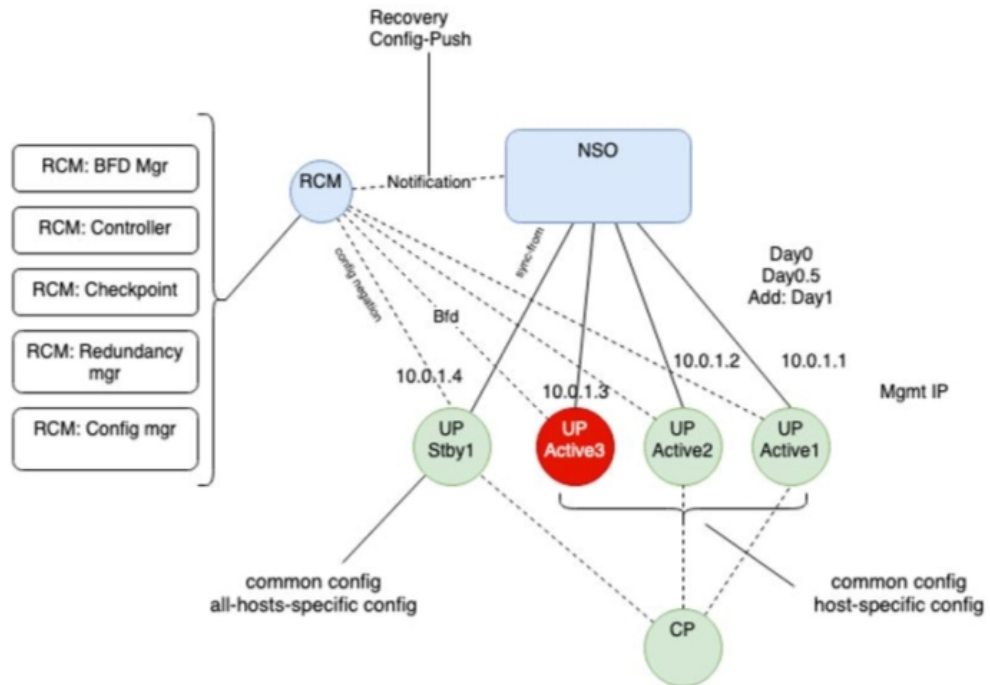 Recovery
Config-Push
NSO
RCM: BFD Mgr
RCM
Notification
RCM: Controller
config negation
sync-from
Day0
Day0.5
Add: Day1
RCM: Checkpoint
Bfd
RCM: Redundancy
mgr
10.0.1.4
10.0.1.3
10.0.1.2
10.0.1.1
Mgmt IP
RCM: Config mgr
UP
Stby1
UP
Active3
UP
Active2
UP
Active1
common config
all-hosts-specific config
common config
host-specific config
CP